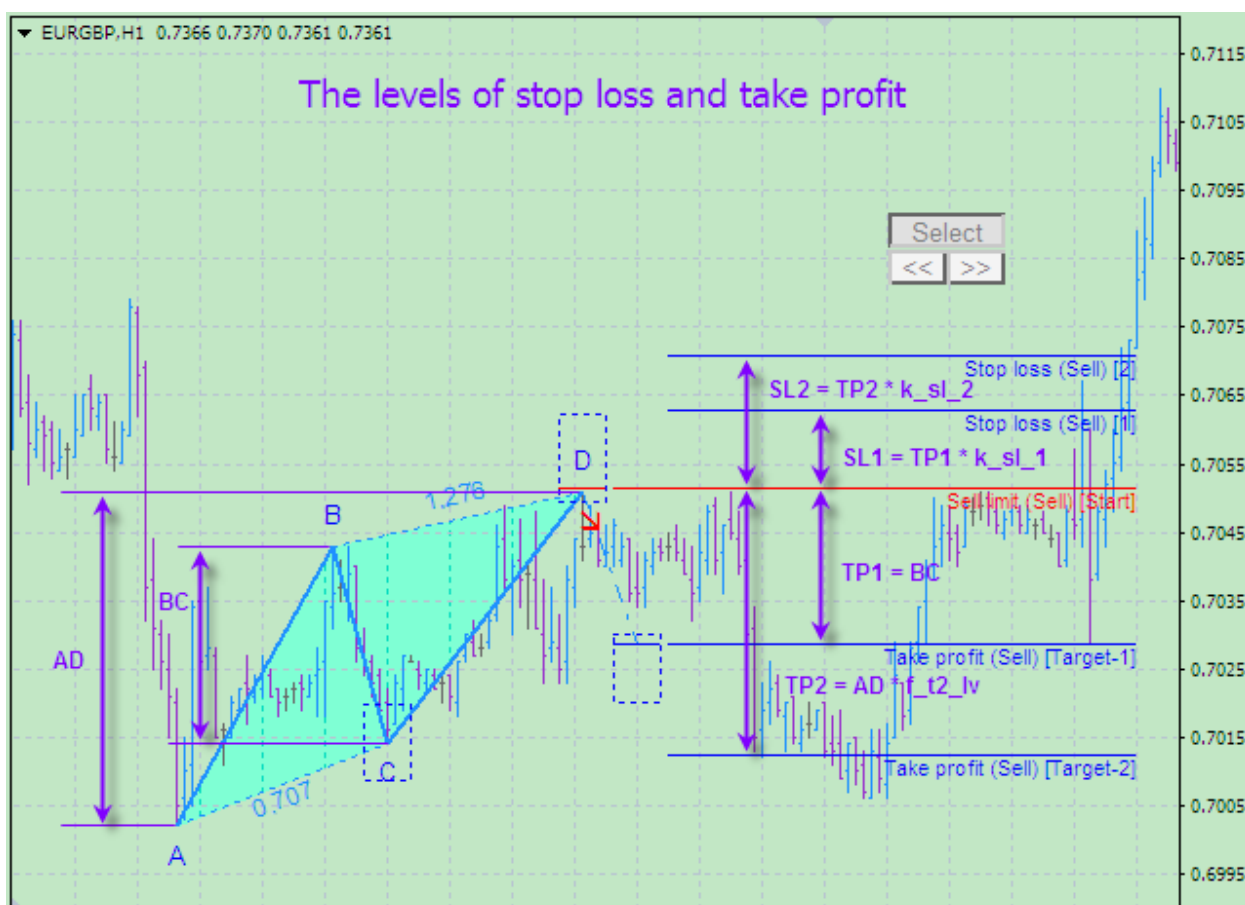 EURGBP,H1 0.7366 0.7370 0.7361 0.7361
The levels of stop loss and take profit
0.7115
0.7105
0.7095
Select
<< >>
0.7085
0.7075
Stop loss (Sell) [2]
SL2 = TP2 * k_sl_2
0.7065
Stop loss (Sell) [1]
D
SL1 = TP1 * k_sl_1
0.7055
1.276
Sell limit (Sell) [Start]
B
0.7045
TP1 = BC
BC
0.7035
AD
Take profit (Sell) [Target-1]
0.7025
TP2 = AD * f_t2_lv
0.7015
C
Take profit (Sell) [Target-2]
0.707
0.7005
A
0.6995